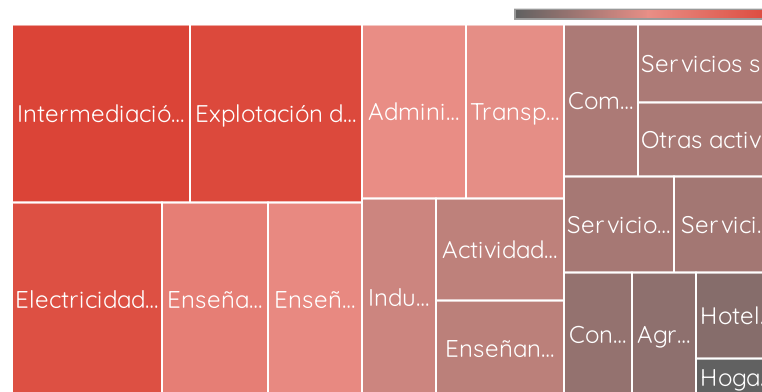 Intermediació...
Explotación d...
Admini...
Transp...
Com...
Servicios s
Otras activ
Servicio...
Servici.
Electricidad...
Enseña...
Enseñ...
Indu...
Actividad...
Enseñan...
Con...
Agr...
Hotel.
Hoga.